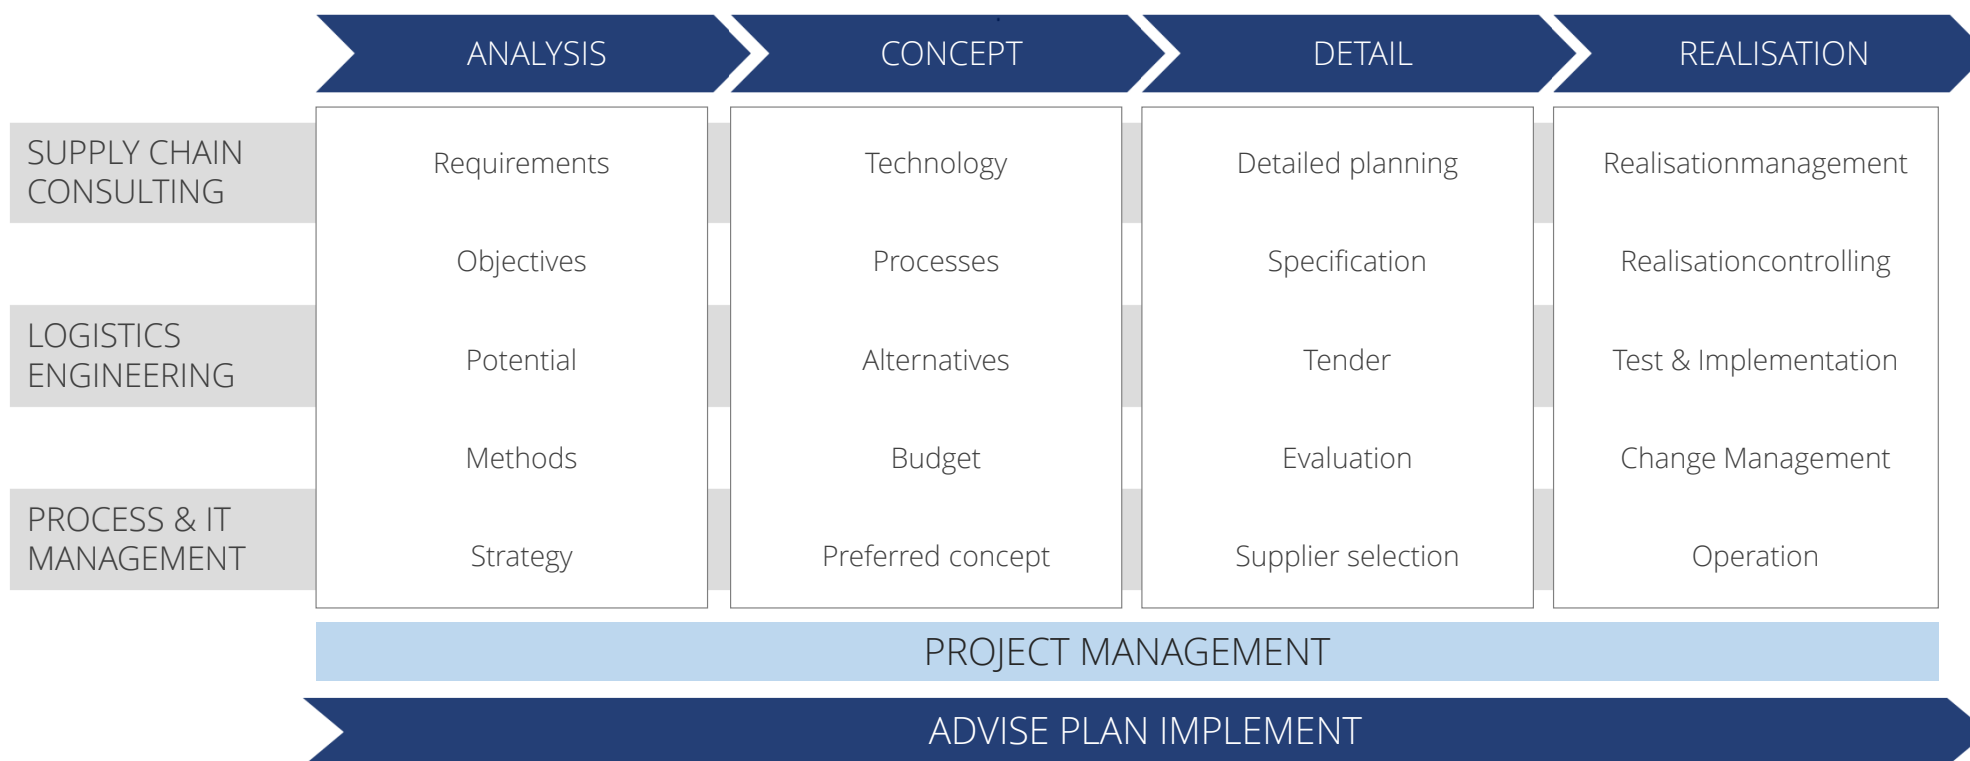 ANALYSIS
CONCEPT
DETAIL
REALISATION
SUPPLY CHAIN
CONSULTING
LOGISTICS
ENGINEERING
PROCESS & IT
MANAGEMENT
Requirements
Objectives
Potential
Methods
Strategy
Technology
Processes
Alternatives
Budget
Preferred concept
Detailed planning
Specification
Tender
Evaluation
Supplier selection
Realisationmanagement
Realisationcontrolling
Test & Implementation
Change Management
Operation
PROJECT MANAGEMENT
ADVISE PLAN IMPLEMENT